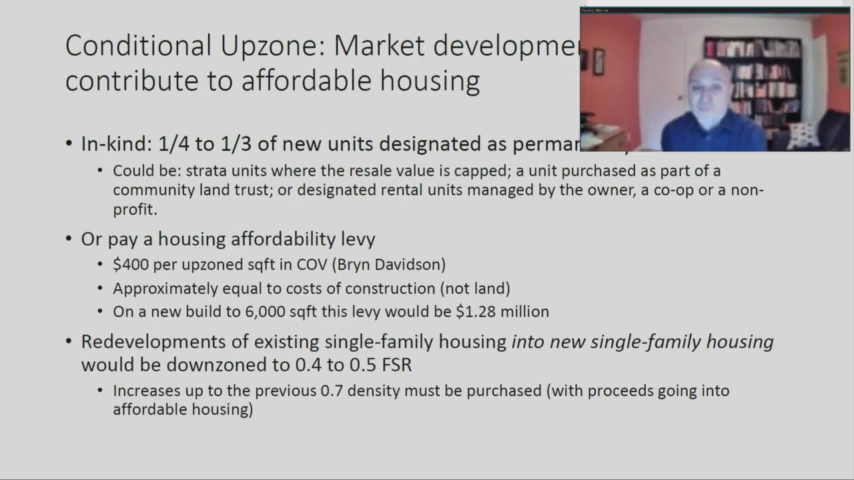 Conditional Upzone: Market developme
contribute to affordable housing
• In-kind: 1/4 to 1/3 of new units designated as perma
• Could be: strata units where the resale value is capped; a unit purchased as part of a
community land trust; or designated rental units managed by the owner, a co-op or a non-
profit.
• Or pay a housing affordability levy
• $400 per upzoned sqft in COV (Bryn Davidson)
• Approximately equal to costs of construction (not land)
• On a new build to 6,000 sqft this levy would be $1.28 million
• Redevelopments of existing single-family housing into new single-family housing
would be downzoned to 0.4 to 0.5 FSR
• Increases up to the previous 0.7 density must be purchased (with proceeds going into
affordable housing)